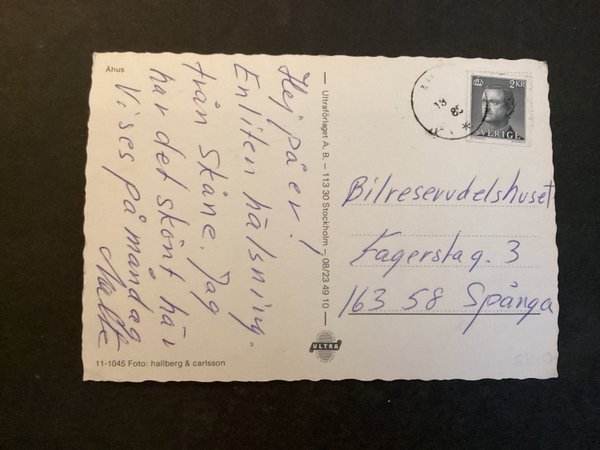 Åhus
Hej på er!
En liten hälsning
från Skåne. Jag
har det skönt här
Vi ses på måndag
Malte
Ultraförlaget A. B. – 113 30 Stockholm – 08/23 49 10
ULTRA
11-1045 Foto: hallberg & carlsson
2 KR
SVERIGE
Bilreservdelshuset
Fagerstag. 3
163 58 Spånga